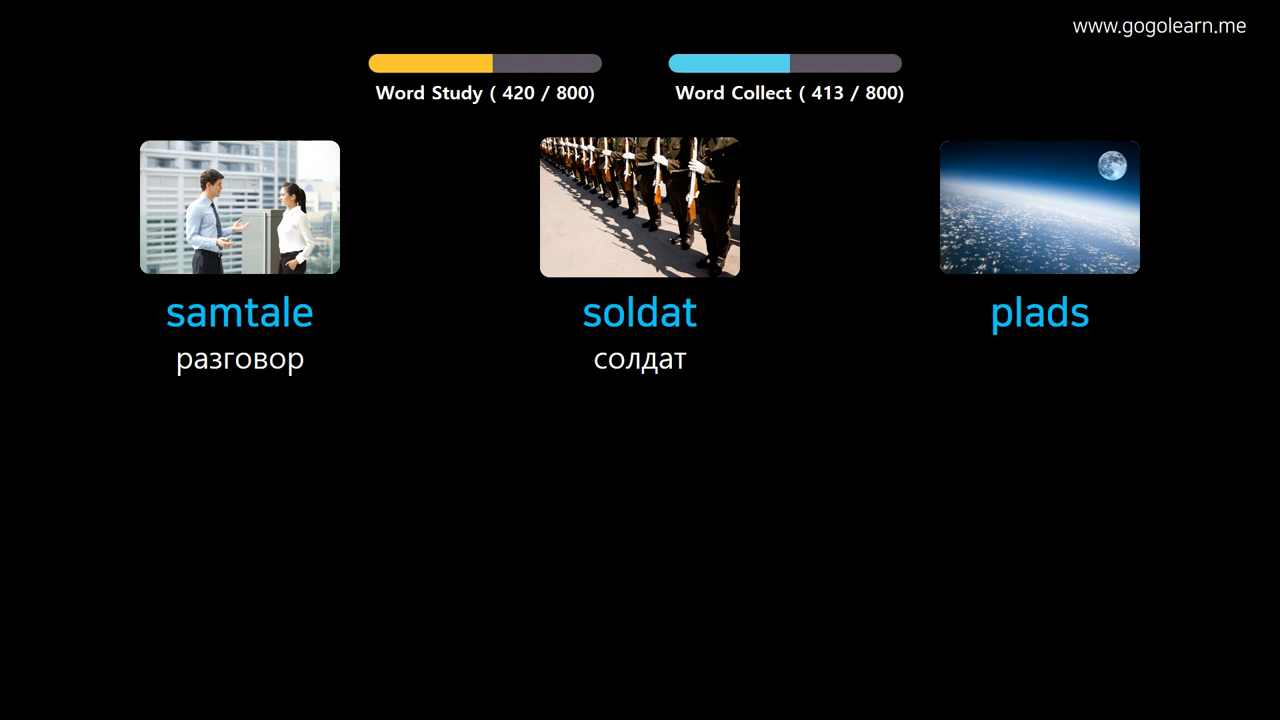 www.gogolearn.me
Word Study ( 420 / 800)
Word Collect ( 413 / 800)
samtale
soldat
plads
разговор
солдат